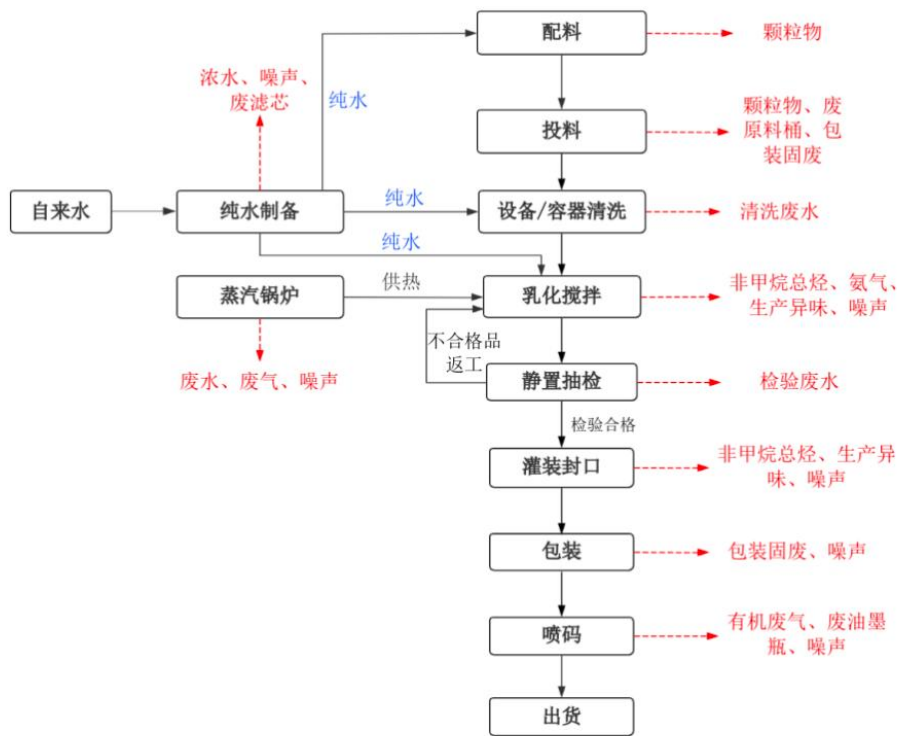 配料
颗粒物
浓水、噪声、
废滤芯
纯水
投料
颗粒物、废
原料桶、包
装固废
自来水
纯水制备
纯水
设备/容器清洗
清洗废水
纯水
蒸汽锅炉
供热
乳化搅拌
非甲烷总烃、氨气、
生产异味、噪声
不合格品
返工
废水、废气、噪声
静置抽检
检验废水
检验合格
灌装封口
非甲烷总烃、生产异
味、噪声
包装
包装固废、噪声
喷码
有机废气、废油墨
瓶、噪声
出货